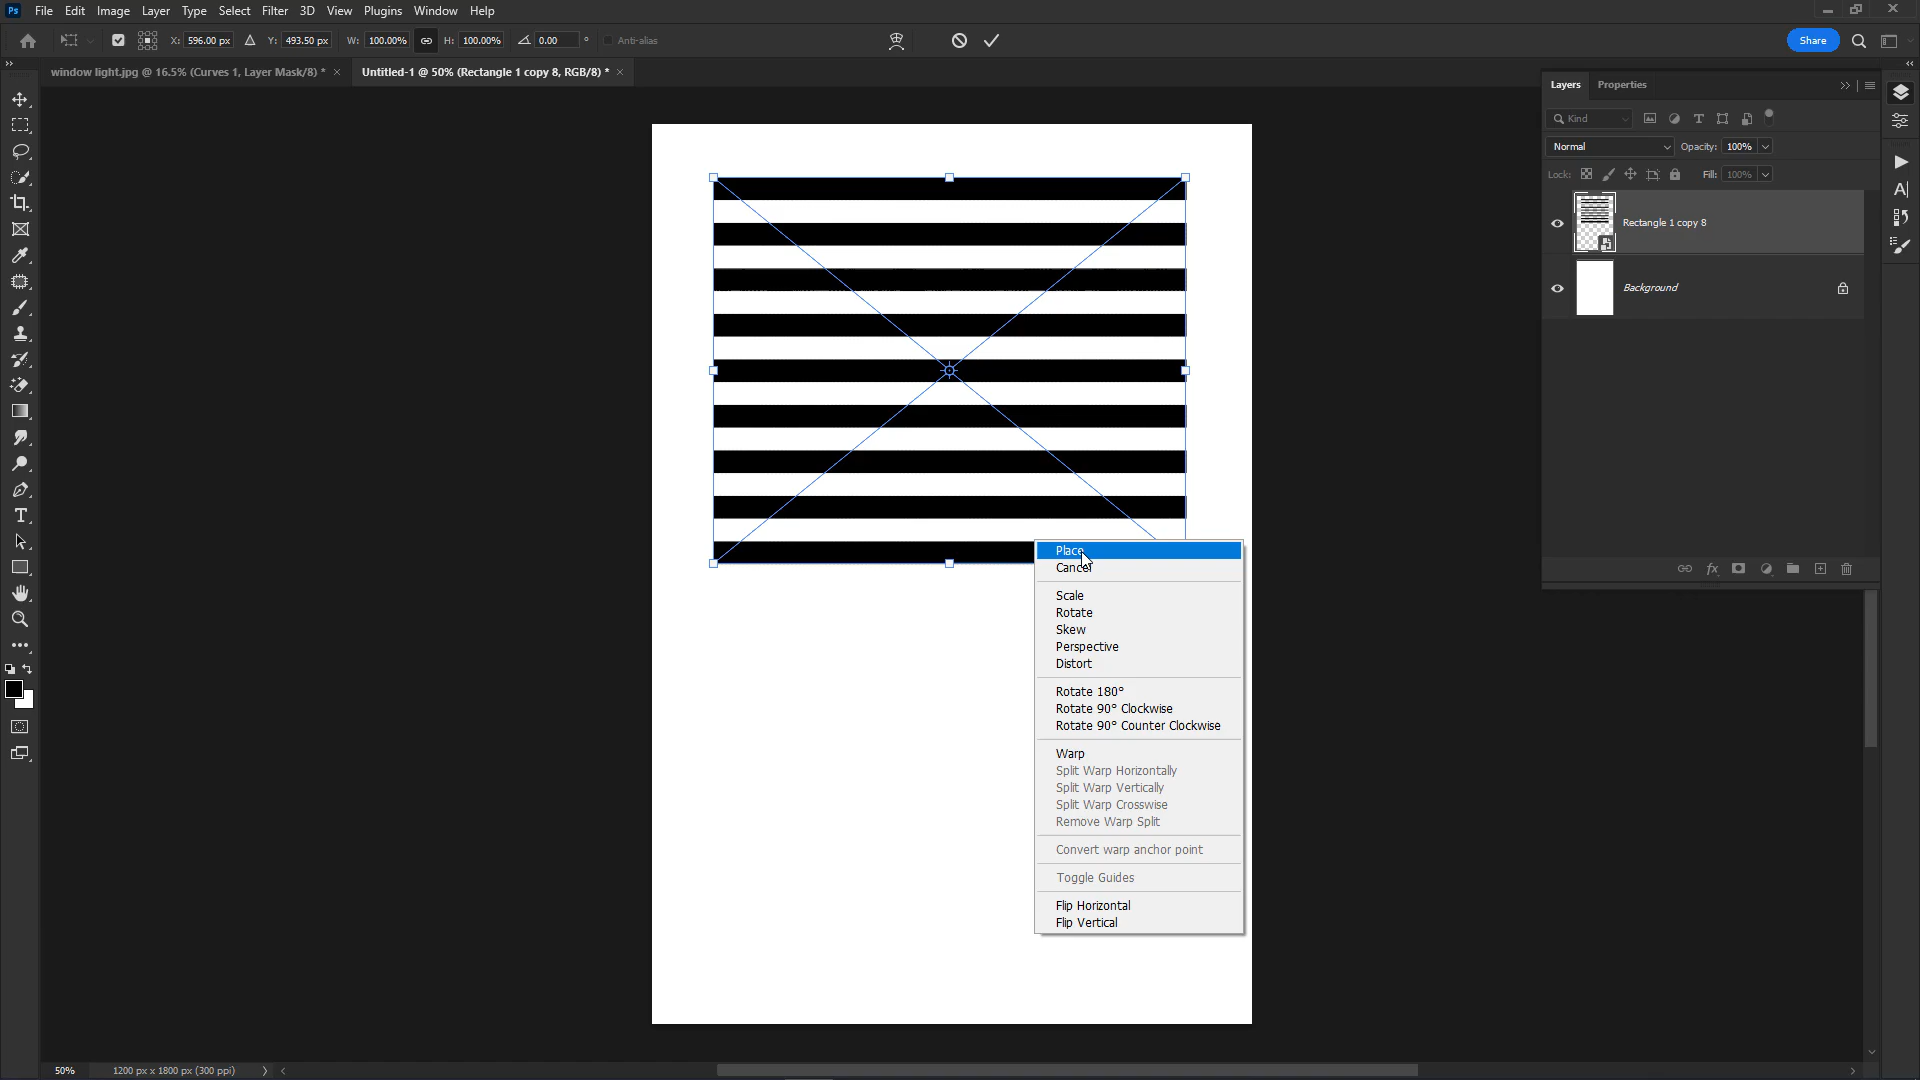 Ps File Edit Image Layer Type Select Filter 3D View Plugins Window Help
X: 596.00 px Y: 493.50 px W: 100.00% H: 100.00% 0.00 ° Anti-alias Share
window light.jpg @ 16.5% (Curves 1, Layer Mask/8) * × Untitled-1 @ 50% (Rectangle 1 copy 8, RGB/8) * ×
Layers Properties
Kind
Normal Opacity: 100%
Lock: Fill: 100%
Rectangle 1 copy 8
Background
Place
Cancel
Scale
Rotate
Skew
Perspective
Distort
Rotate 180°
Rotate 90° Clockwise
Rotate 90° Counter Clockwise
Warp
Split Warp Horizontally
Split Warp Vertically
Split Warp Crosswise
Remove Warp Split
Convert warp anchor point
Toggle Guides
Flip Horizontal
Flip Vertical
50% 1200 px x 1800 px (300 ppi)